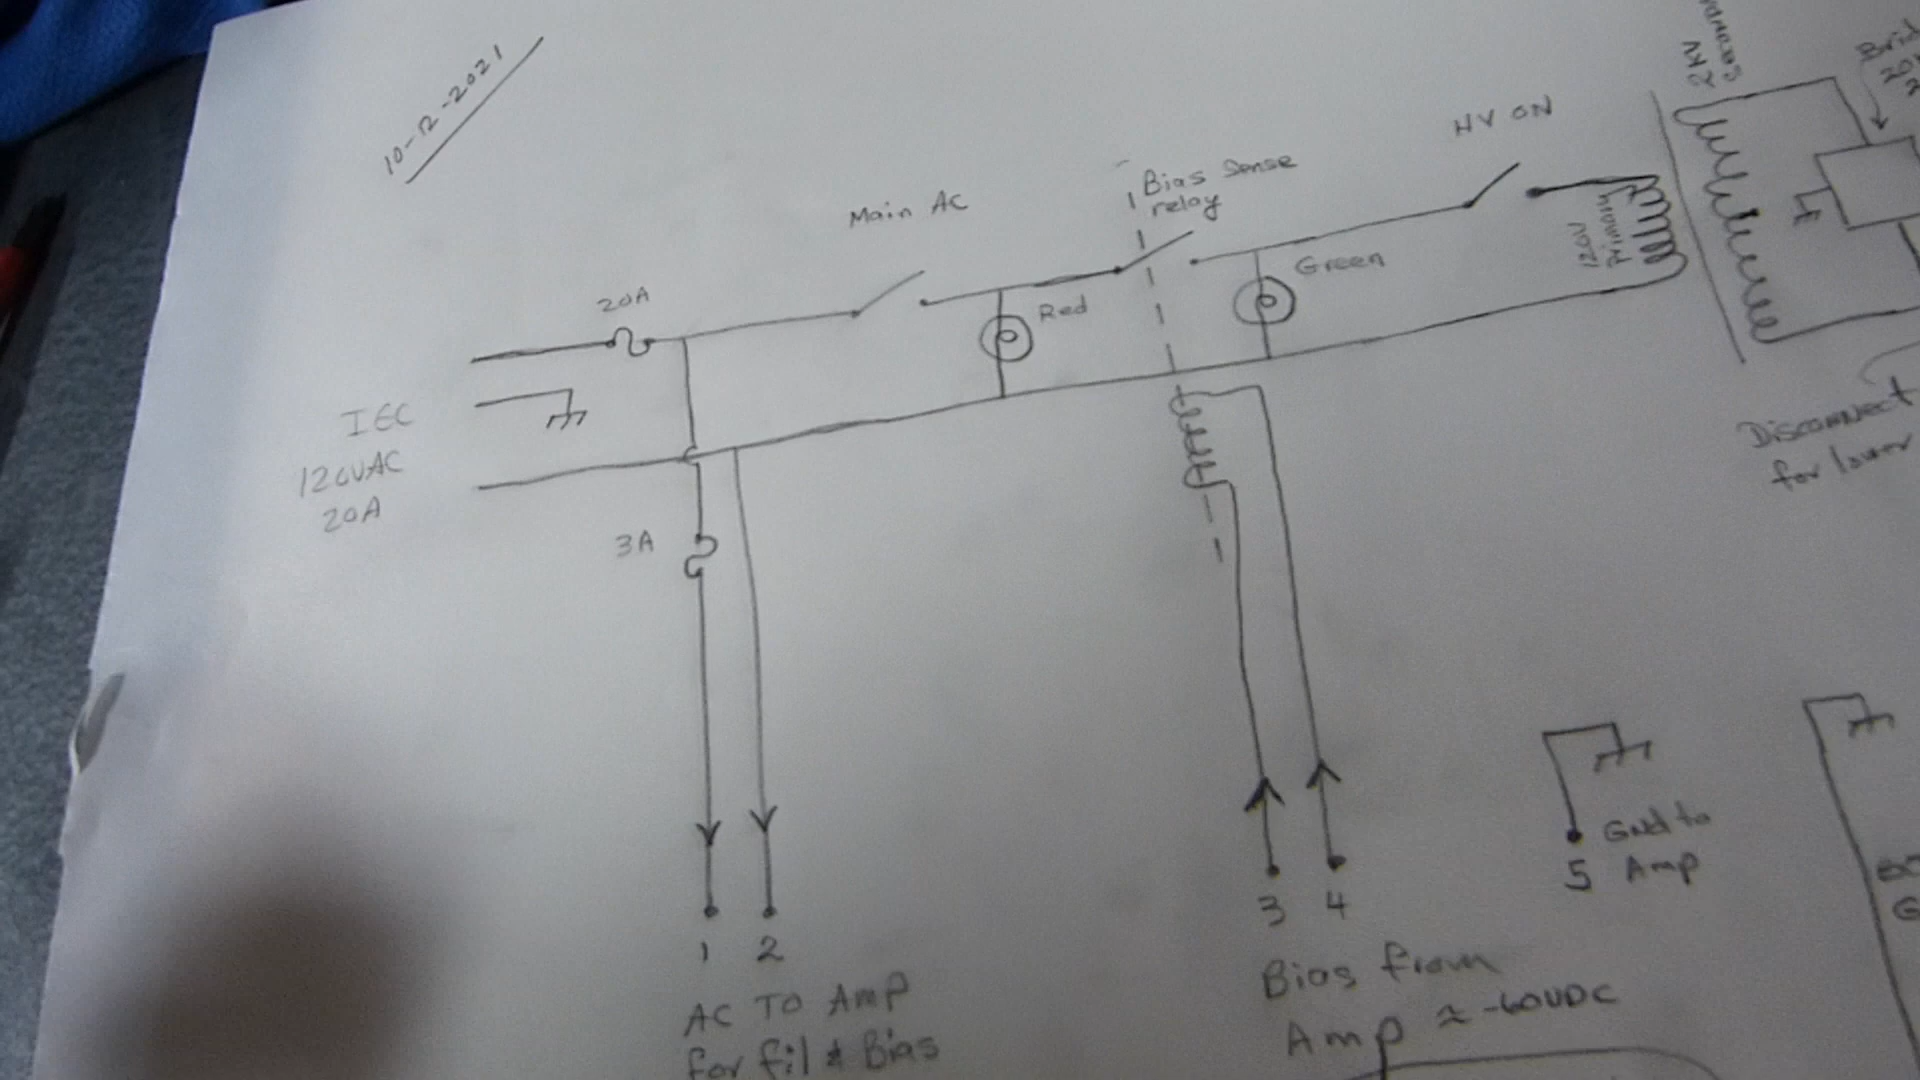 10-12-2021
20A
Main AC
Bias Sense
relay
HV ON
2KV
Brid
IEC
120VAC
20A
Red
Green
120V
Primary
Disconnect
for lower
3A
1 2
AC TO Amp
for fil & Bias
3 4
Bias from
Amp ≈ -60VDC
Gnd to
5 Amp